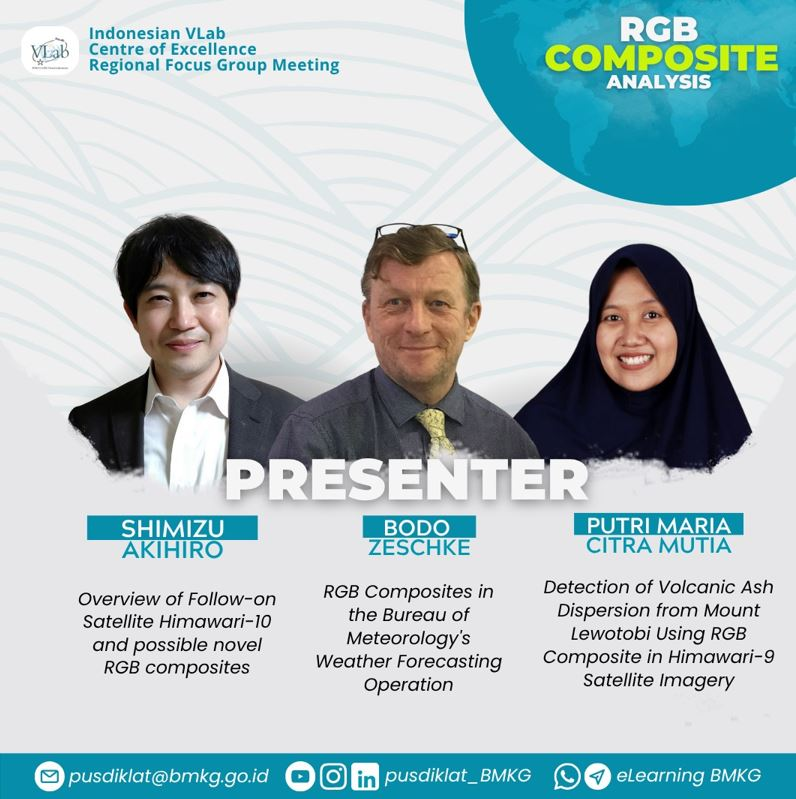 VLab
Indonesian VLab
Centre of Excellence
Regional Focus Group Meeting
RGB
COMPOSITE
ANALYSIS
PRESENTER
SHIMIZU
AKIHIRO
Overview of Follow-on
Satellite Himawari-10
and possible novel
RGB composites
BODO
ZESCHKE
RGB Composites in
the Bureau of
Meteorology's
Weather Forecasting
Operation
PUTRI MARIA
CITRA MUTIA
Detection of Volcanic Ash
Dispersion from Mount
Lewotobi Using RGB
Composite in Himawari-9
Satellite Imagery
pusdiklat@bmkg.go.id
pusdiklat_BMKG
eLearning BMKG